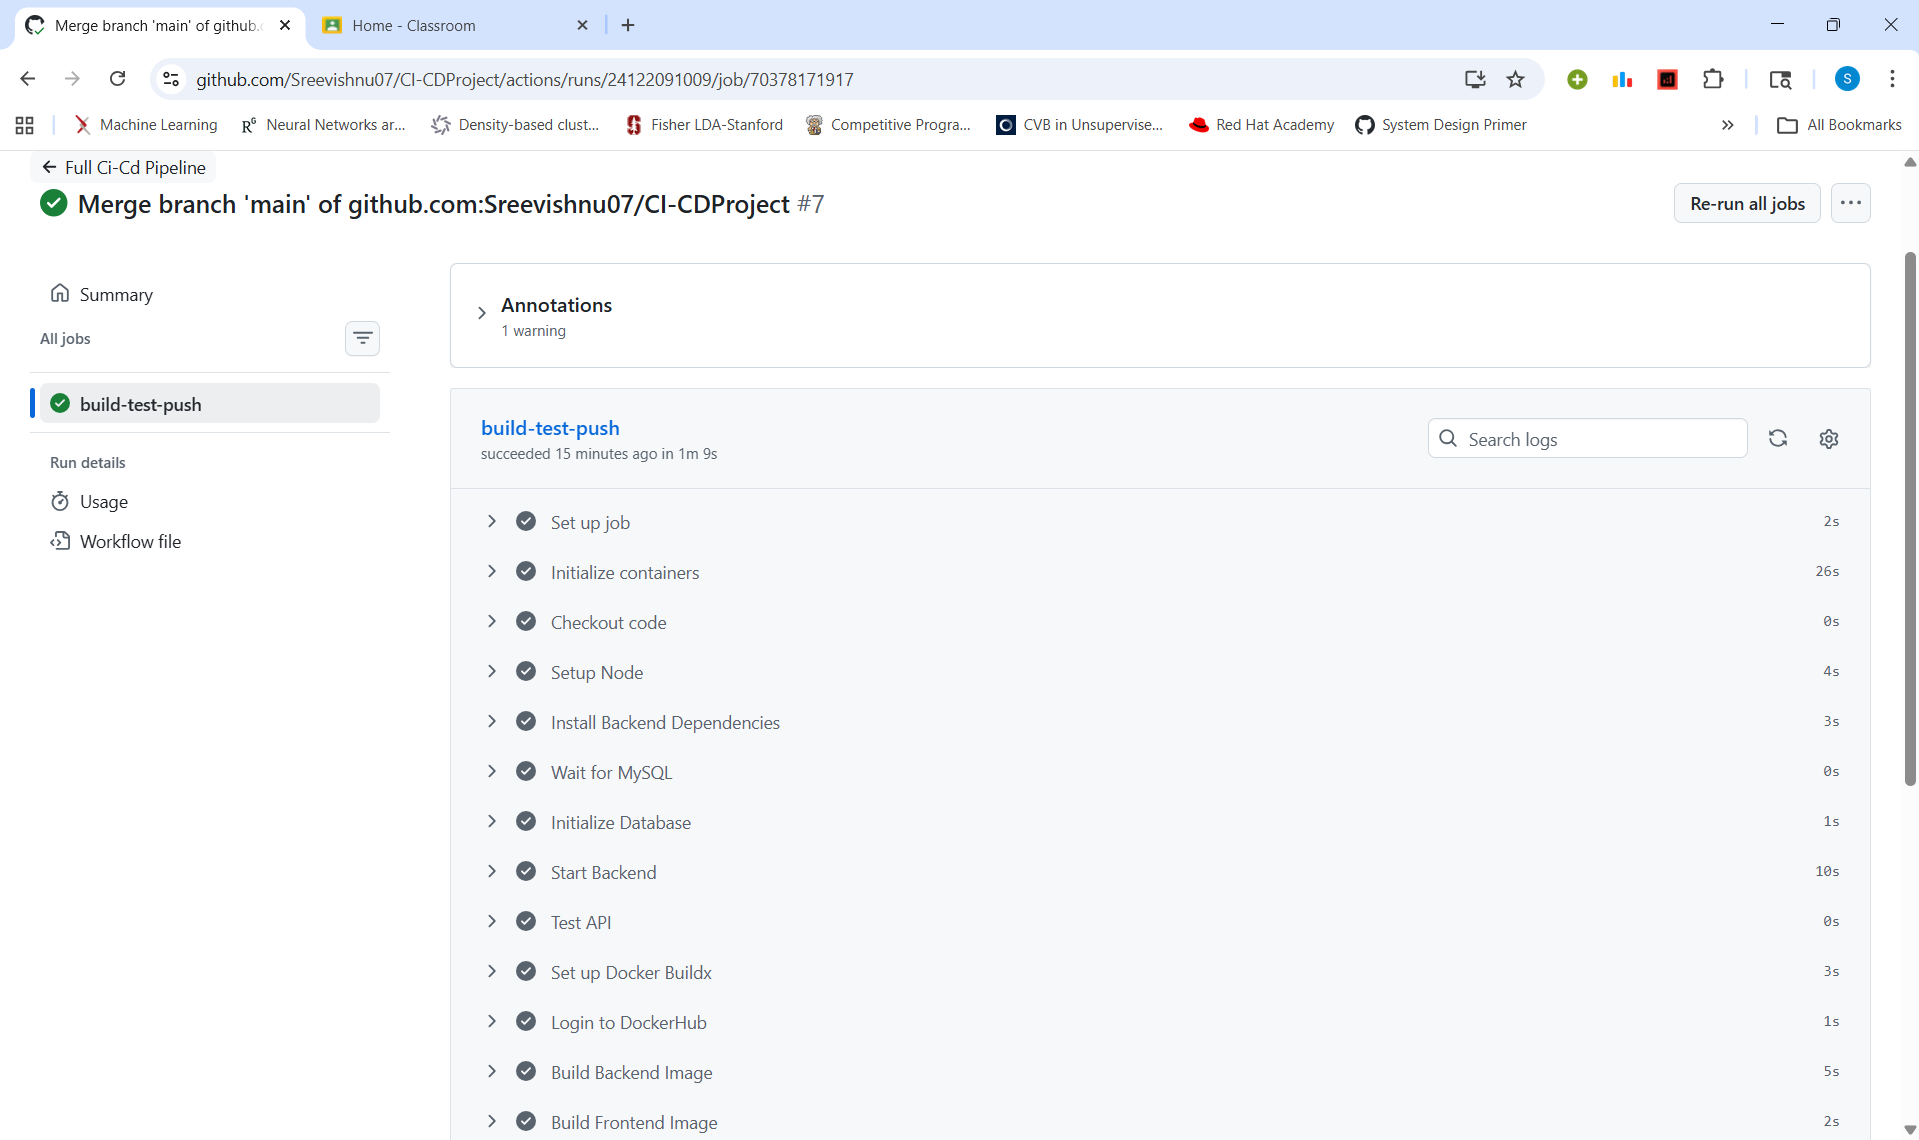 Merge branch 'main' of github.c
Home - Classroom
github.com/Sreevishnu07/CI-CDProject/actions/runs/24122091009/job/70378171917
S
Machine Learning
Neural Networks ar...
Density-based clust...
Fisher LDA-Stanford
Competitive Progra...
CVB in Unsupervise...
Red Hat Academy
System Design Primer
All Bookmarks
Full Ci-Cd Pipeline
Merge branch 'main' of github.com:Sreevishnu07/CI-CDProject #7
Re-run all jobs
Summary
All jobs
build-test-push
Run details
Usage
Workflow file
Annotations
1 warning
build-test-push
succeeded 15 minutes ago in 1m 9s
Search logs
Set up job 2s
Initialize containers 26s
Checkout code 0s
Setup Node 4s
Install Backend Dependencies 3s
Wait for MySQL 0s
Initialize Database 1s
Start Backend 10s
Test API 0s
Set up Docker Buildx 3s
Login to DockerHub 1s
Build Backend Image 5s
Build Frontend Image 2s